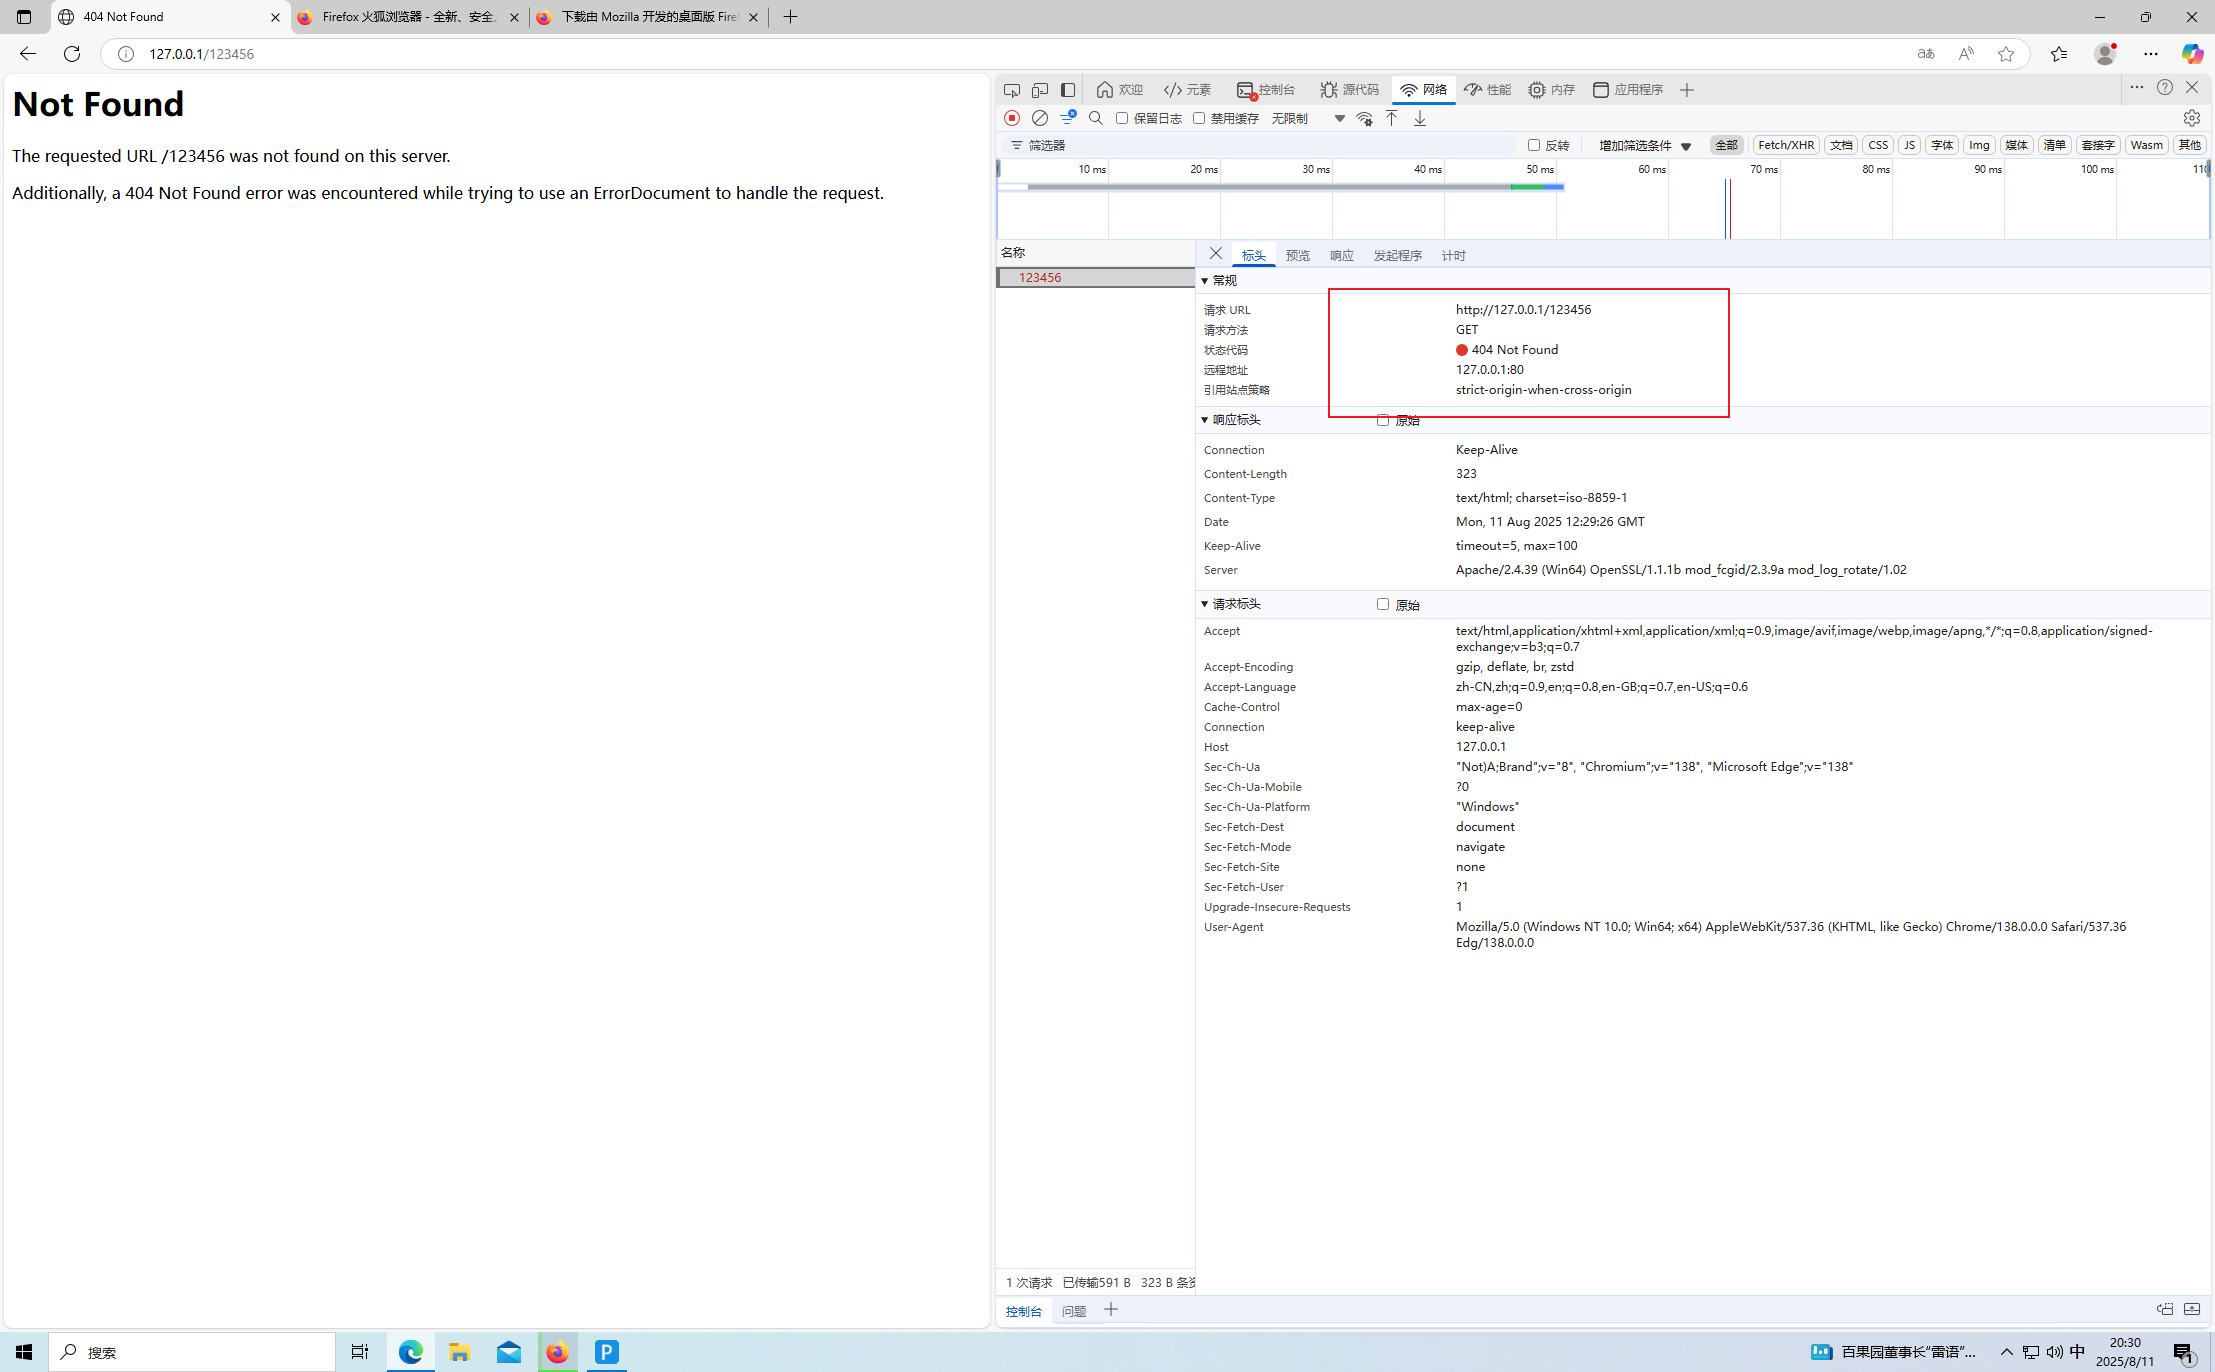 404 Not Found
Firefox 火狐浏览器 - 全新、安全、
下载由 Mozilla 开发的桌面版 Firef
127.0.0.1/123456
Not Found
The requested URL /123456 was not found on this server.
Additionally, a 404 Not Found error was encountered while trying to use an ErrorDocument to handle the request.
欢迎 元素 控制台 源代码 网络 性能 内存 应用程序
保留日志 禁用缓存 无限制
筛选器 反转 增加筛选条件 全部 Fetch/XHR 文档 CSS JS 字体 Img 媒体 清单 套接字 Wasm 其他
10 ms 20 ms 30 ms 40 ms 50 ms 60 ms 70 ms 80 ms 90 ms 100 ms 110
名称
123456
标头 预览 响应 发起程序 计时
常规
请求 URL http://127.0.0.1/123456
请求方法 GET
状态代码 404 Not Found
远程地址 127.0.0.1:80
引用站点策略 strict-origin-when-cross-origin
响应标头 原始
Connection Keep-Alive
Content-Length 323
Content-Type text/html; charset=iso-8859-1
Date Mon, 11 Aug 2025 12:29:26 GMT
Keep-Alive timeout=5, max=100
Server Apache/2.4.39 (Win64) OpenSSL/1.1.1b mod_fcgid/2.3.9a mod_log_rotate/1.02
请求标头 原始
Accept text/html,application/xhtml+xml,application/xml;q=0.9,image/avif,image/webp,image/apng,*/*;q=0.8,application/signed-
exchange;v=b3;q=0.7
Accept-Encoding gzip, deflate, br, zstd
Accept-Language zh-CN,zh;q=0.9,en;q=0.8,en-GB;q=0.7,en-US;q=0.6
Cache-Control max-age=0
Connection keep-alive
Host 127.0.0.1
Sec-Ch-Ua "Not)A;Brand";v="8", "Chromium";v="138", "Microsoft Edge";v="138"
Sec-Ch-Ua-Mobile ?0
Sec-Ch-Ua-Platform "Windows"
Sec-Fetch-Dest document
Sec-Fetch-Mode navigate
Sec-Fetch-Site none
Sec-Fetch-User ?1
Upgrade-Insecure-Requests 1
User-Agent Mozilla/5.0 (Windows NT 10.0; Win64; x64) AppleWebKit/537.36 (KHTML, like Gecko) Chrome/138.0.0.0 Safari/537.36
Edg/138.0.0.0
1 次请求 已传输591 B 323 B 条资
控制台 问题
搜索
百果园董事长“雷语”... 中
20:30
2025/8/11
1